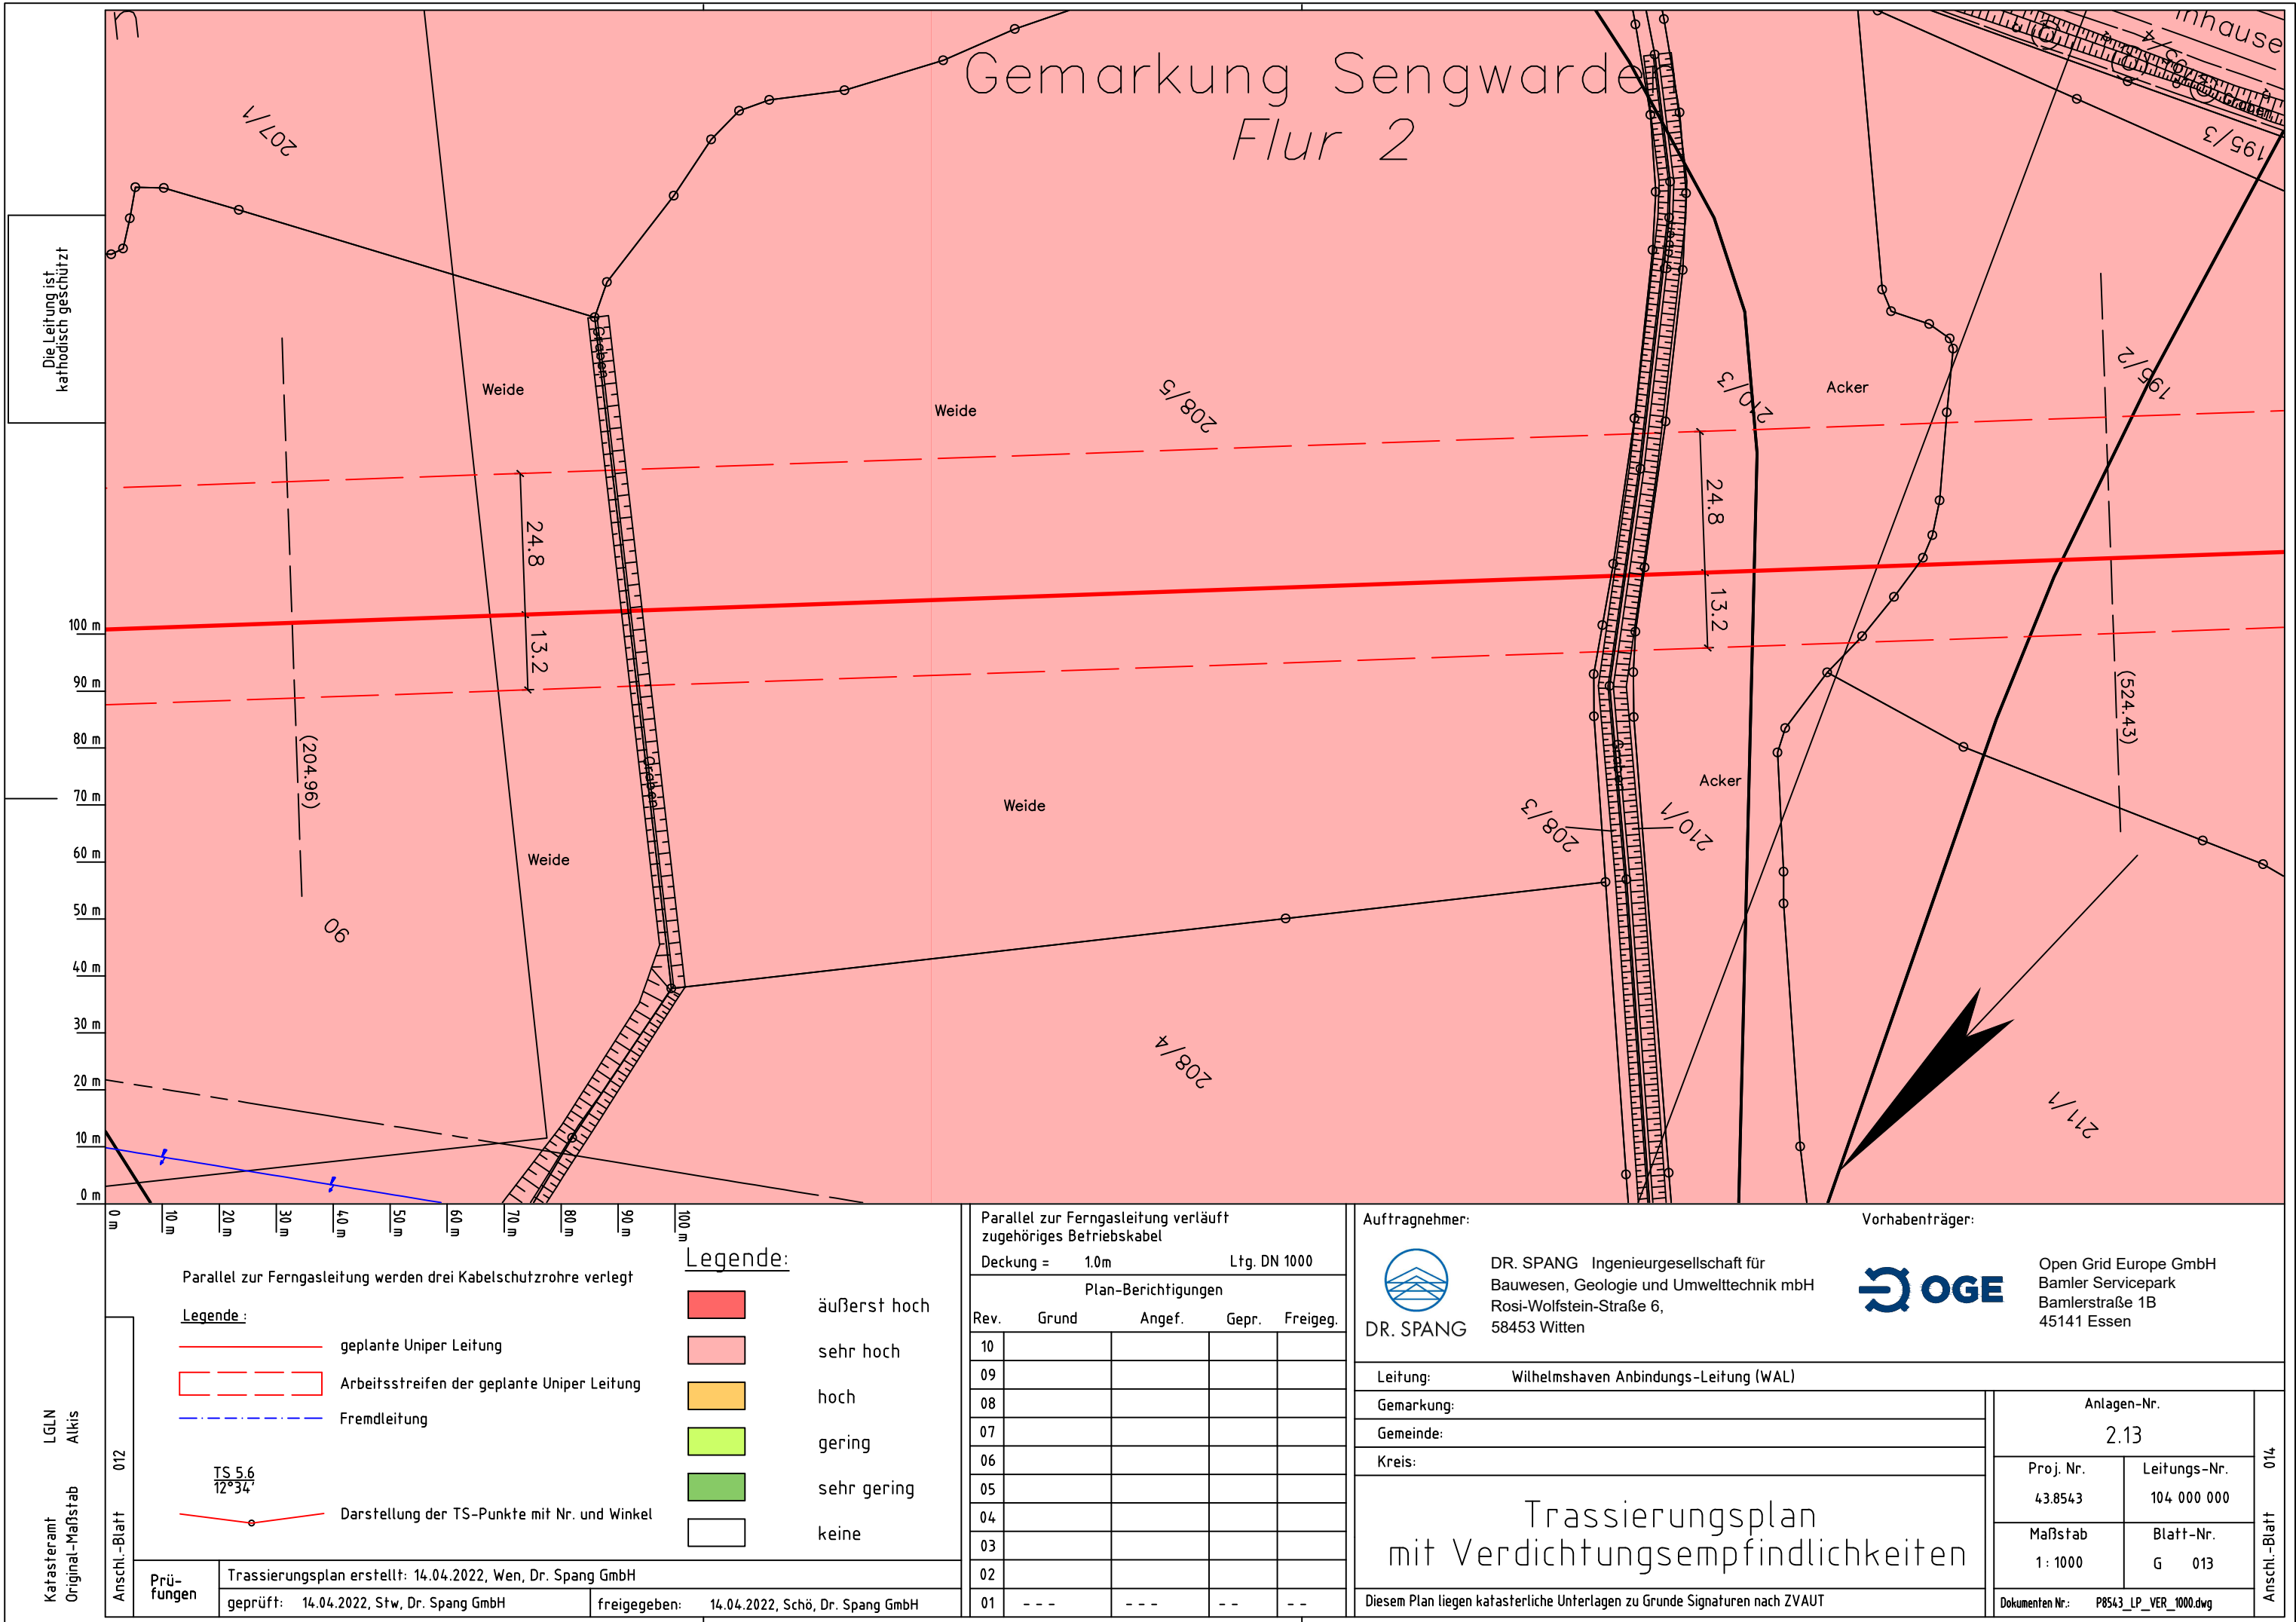 Gemarkung Sengwarden
Flur 2
nhause
207/1
195/3
Graben
Die Leitung ist
kathodisch geschützt
Graben
Weide
Weide
208/5
210/3
Acker
195/2
24.8
13.2
24.8
13.2
(204.96)
(524.43)
Graben
Weide
Weide
208/3
210/1
Acker
90
208/4
211/1
100 m
90 m
80 m
70 m
60 m
50 m
40 m
30 m
20 m
10 m
0 m
0 m
10 m
20 m
30 m
40 m
50 m
60 m
70 m
80 m
90 m
100 m
Parallel zur Ferngasleitung werden drei Kabelschutzrohre verlegt
Legende :
geplante Uniper Leitung
Arbeitsstreifen der geplante Uniper Leitung
Fremdleitung
TS 5.6
12°34'
Darstellung der TS-Punkte mit Nr. und Winkel
Legende:
äußerst hoch
sehr hoch
hoch
gering
sehr gering
keine
Katasteramt LGLN
Original-Maßstab Alkis
Anschl.-Blatt 012
Prü-
fungen
Trassierungsplan erstellt: 14.04.2022, Wen, Dr. Spang GmbH
geprüft: 14.04.2022, Stw, Dr. Spang GmbH
freigegeben: 14.04.2022, Schö, Dr. Spang GmbH
Parallel zur Ferngasleitung verläuft
zugehöriges Betriebskabel
Deckung = 1.0m Ltg. DN 1000
Plan-Berichtigungen
Rev. Grund Angef. Gepr. Freigeg.
10
09
08
07
06
05
04
03
02
01 --- --- -- --
Auftragnehmer:
DR. SPANG
DR. SPANG Ingenieurgesellschaft für
Bauwesen, Geologie und Umwelttechnik mbH
Rosi-Wolfstein-Straße 6,
58453 Witten
Vorhabenträger:
OGE
Open Grid Europe GmbH
Bamler Servicepark
Bamlerstraße 1B
45141 Essen
Leitung: Wilhelmshaven Anbindungs-Leitung (WAL)
Gemarkung:
Gemeinde:
Kreis:
Trassierungsplan
mit Verdichtungsempfindlichkeiten
Diesem Plan liegen katasterliche Unterlagen zu Grunde Signaturen nach ZVAUT
Anlagen-Nr.
2.13
Proj. Nr.
43.8543
Leitungs-Nr.
104 000 000
Maßstab
1 : 1000
Blatt-Nr.
G 013
Dokumenten Nr.: P8543_LP_VER_1000.dwg
Anschl.-Blatt 014